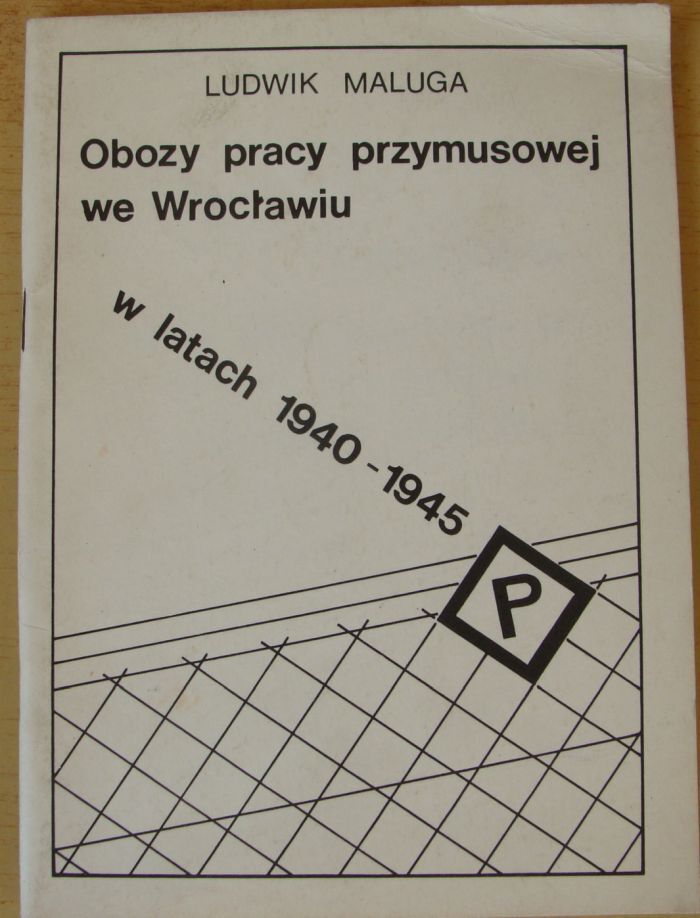 LUDWIK MALUGA
Obozy pracy przymusowej
we Wrocławiu
w latach 1940-1945
P